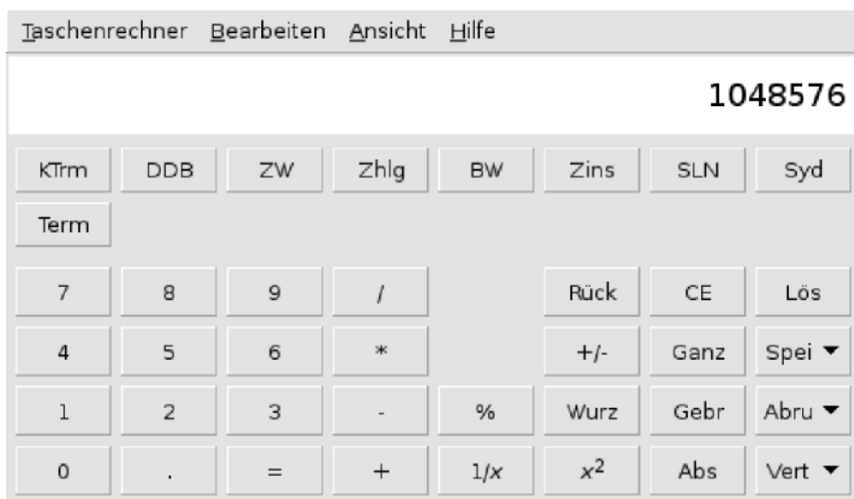 Taschenrechner Bearbeiten Ansicht Hilfe
1048576
KTrm DDB ZW Zhlg BW Zins SLN Syd
Term
7 8 9 / Rück CE Lös
4 5 6 * +/- Ganz Spei
1 2 3 - % Wurz Gebr Abru
0 . = + 1/x x² Abs Vert